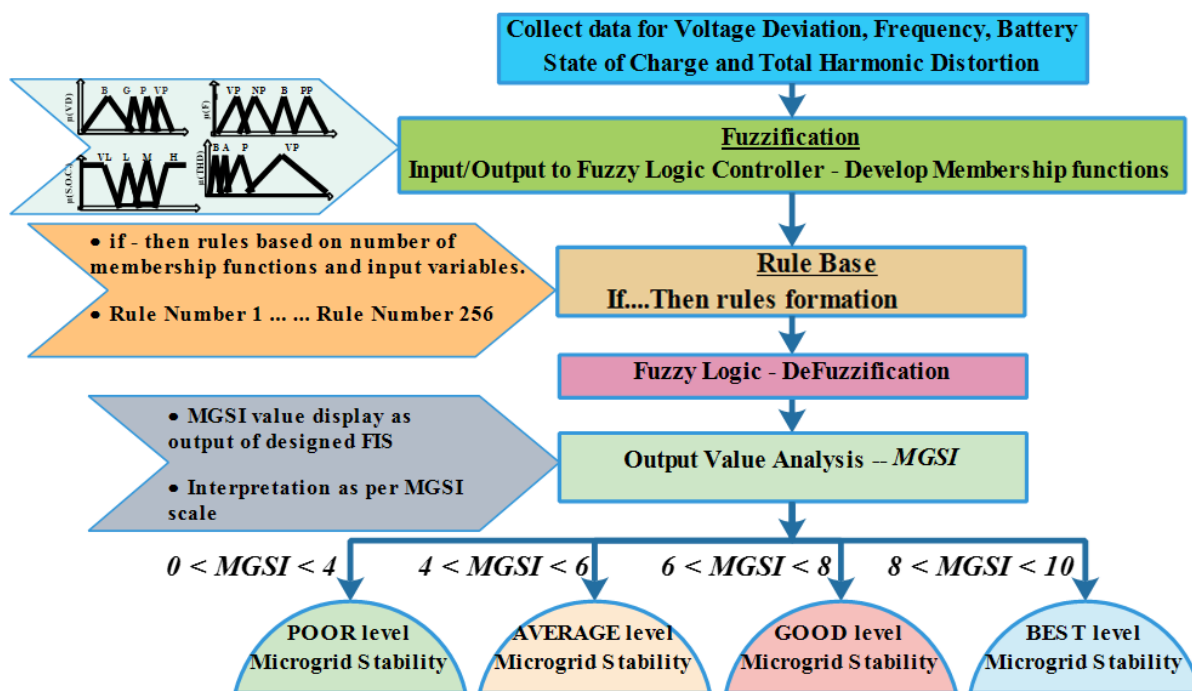 Collect data for Voltage Deviation, Frequency, Battery
State of Charge and Total Harmonic Distortion
μ(VD)
B G P VP
μ(F)
VP NP B PP
μ(S.O.C.)
VL L M H
μ(THD)
B A P VP
Fuzzification
Input/Output to Fuzzy Logic Controller - Develop Membership functions
• if - then rules based on number of
membership functions and input variables.
• Rule Number 1 ... ... Rule Number 256
Rule Base
If....Then rules formation
Fuzzy Logic - DeFuzzification
• MGSI value display as
output of designed FIS
• Interpretation as per MGSI
scale
Output Value Analysis -- MGSI
0 < MGSI < 4
4 < MGSI < 6
6 < MGSI < 8
8 < MGSI < 10
POOR level
Microgrid Stability
AVERAGE level
Microgrid Stability
GOOD level
Microgrid Stability
BEST level
Microgrid Stability